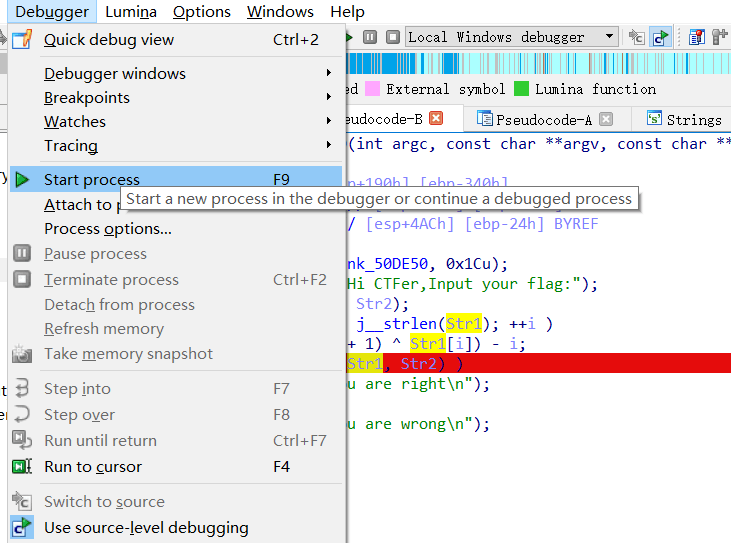 Debugger Lumina Options Windows Help
Quick debug view Ctrl+2
Local Windows debugger
Debugger windows
ed External symbol Lumina function
Breakpoints
Watches
eudocode-B Pseudocode-A Strings
Tracing
(int argc, const char **argv, const char **
Start process F9
p+190h] [ebp-340h]
Start a new process in the debugger or continue a debugged process
Attach to p
/ [esp+4ACh] [ebp-24h] BYREF
Process options...
Pause process
nk_50DE50, 0x1Cu);
Terminate process Ctrl+F2
Hi CTFer,Input your flag:");
Detach from process
Str2);
Refresh memory
j__strlen(Str1); ++i )
+ 1) ^ Str1[i]) - i;
Take memory snapshot
Str1, Str2) )
Step into F7
u are right\n");
Step over F8
u are wrong\n");
Run until return Ctrl+F7
Run to cursor F4
Switch to source
Use source-level debugging